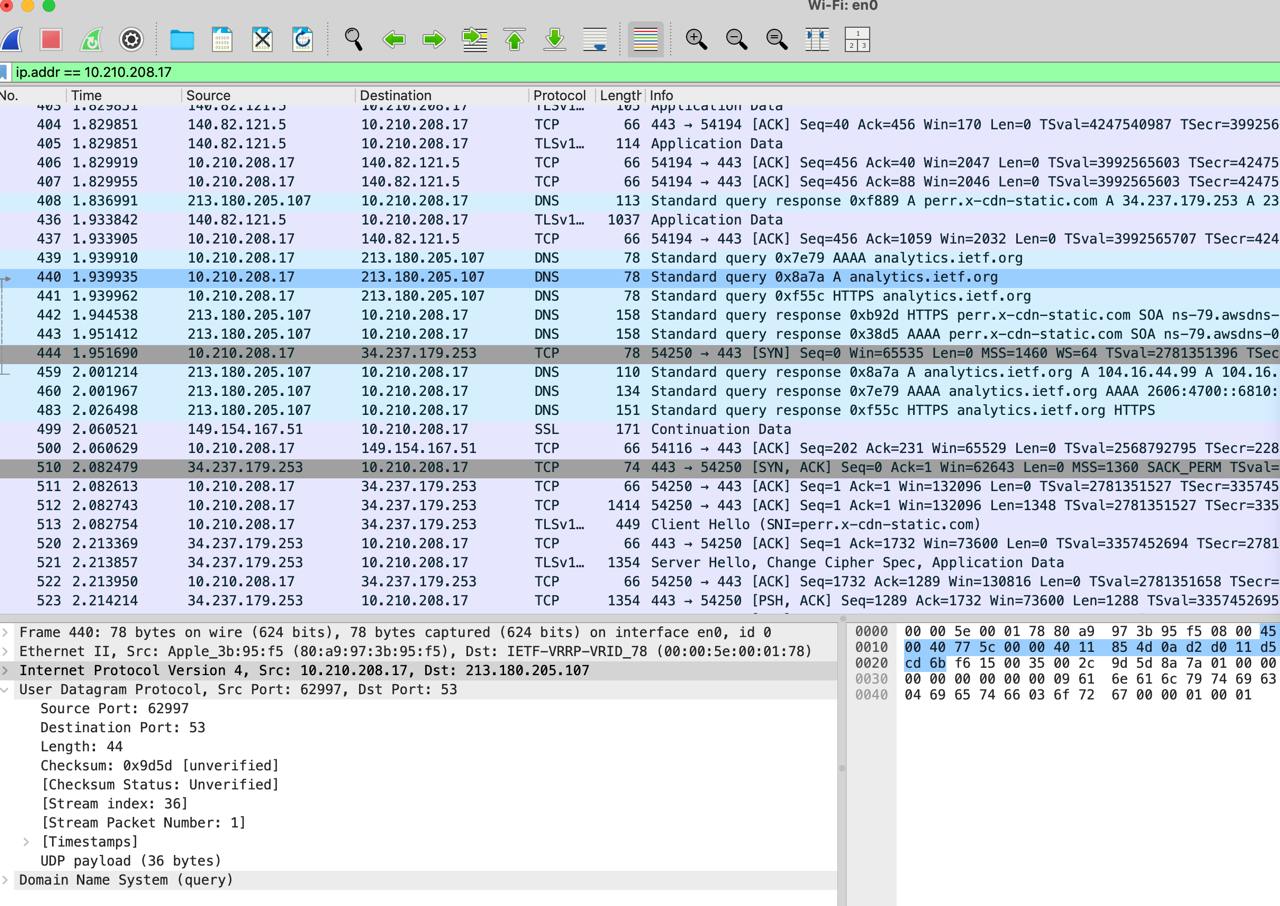 Wi-Fi: en0
ip.addr == 10.210.208.17
No. Time Source Destination Protocol Length Info
403 1.829851 140.82.121.5 10.210.208.17 TLSv1… 105 Application Data
404 1.829851 140.82.121.5 10.210.208.17 TCP 66 443 → 54194 [ACK] Seq=40 Ack=456 Win=170 Len=0 TSval=4247540987 TSecr=399256
405 1.829851 140.82.121.5 10.210.208.17 TLSv1… 114 Application Data
406 1.829919 10.210.208.17 140.82.121.5 TCP 66 54194 → 443 [ACK] Seq=456 Ack=40 Win=2047 Len=0 TSval=3992565603 TSecr=42475
407 1.829955 10.210.208.17 140.82.121.5 TCP 66 54194 → 443 [ACK] Seq=456 Ack=88 Win=2046 Len=0 TSval=3992565603 TSecr=42475
408 1.836991 213.180.205.107 10.210.208.17 DNS 113 Standard query response 0xf889 A perr.x-cdn-static.com A 34.237.179.253 A 23
436 1.933842 140.82.121.5 10.210.208.17 TLSv1… 1037 Application Data
437 1.933905 10.210.208.17 140.82.121.5 TCP 66 54194 → 443 [ACK] Seq=456 Ack=1059 Win=2032 Len=0 TSval=3992565707 TSecr=424
439 1.939910 10.210.208.17 213.180.205.107 DNS 78 Standard query 0x7e79 AAAA analytics.ietf.org
440 1.939935 10.210.208.17 213.180.205.107 DNS 78 Standard query 0x8a7a A analytics.ietf.org
441 1.939962 10.210.208.17 213.180.205.107 DNS 78 Standard query 0xf55c HTTPS analytics.ietf.org
442 1.944538 213.180.205.107 10.210.208.17 DNS 158 Standard query response 0xb92d HTTPS perr.x-cdn-static.com SOA ns-79.awsdns-
443 1.951412 213.180.205.107 10.210.208.17 DNS 158 Standard query response 0x38d5 AAAA perr.x-cdn-static.com SOA ns-79.awsdns-0
444 1.951690 10.210.208.17 34.237.179.253 TCP 78 54250 → 443 [SYN] Seq=0 Win=65535 Len=0 MSS=1460 WS=64 TSval=2781351396 TSec
459 2.001214 213.180.205.107 10.210.208.17 DNS 110 Standard query response 0x8a7a A analytics.ietf.org A 104.16.44.99 A 104.16.
460 2.001967 213.180.205.107 10.210.208.17 DNS 134 Standard query response 0x7e79 AAAA analytics.ietf.org AAAA 2606:4700::6810:
483 2.026498 213.180.205.107 10.210.208.17 DNS 151 Standard query response 0xf55c HTTPS analytics.ietf.org HTTPS
499 2.060521 149.154.167.51 10.210.208.17 SSL 171 Continuation Data
500 2.060629 10.210.208.17 149.154.167.51 TCP 66 54116 → 443 [ACK] Seq=202 Ack=231 Win=65529 Len=0 TSval=2568792795 TSecr=228
510 2.082479 34.237.179.253 10.210.208.17 TCP 74 443 → 54250 [SYN, ACK] Seq=0 Ack=1 Win=62643 Len=0 MSS=1360 SACK_PERM TSval=
511 2.082613 10.210.208.17 34.237.179.253 TCP 66 54250 → 443 [ACK] Seq=1 Ack=1 Win=132096 Len=0 TSval=2781351527 TSecr=335745
512 2.082743 10.210.208.17 34.237.179.253 TCP 1414 54250 → 443 [ACK] Seq=1 Ack=1 Win=132096 Len=1348 TSval=2781351527 TSecr=335
513 2.082754 10.210.208.17 34.237.179.253 TLSv1… 449 Client Hello (SNI=perr.x-cdn-static.com)
520 2.213369 34.237.179.253 10.210.208.17 TCP 66 443 → 54250 [ACK] Seq=1 Ack=1732 Win=73600 Len=0 TSval=3357452694 TSecr=2781
521 2.213857 34.237.179.253 10.210.208.17 TLSv1… 1354 Server Hello, Change Cipher Spec, Application Data
522 2.213950 10.210.208.17 34.237.179.253 TCP 66 54250 → 443 [ACK] Seq=1732 Ack=1289 Win=130816 Len=0 TSval=2781351658 TSecr=
523 2.214214 34.237.179.253 10.210.208.17 TCP 1354 443 → 54250 [PSH, ACK] Seq=1289 Ack=1732 Win=73600 Len=1288 TSval=3357452695
Frame 440: 78 bytes on wire (624 bits), 78 bytes captured (624 bits) on interface en0, id 0
Ethernet II, Src: Apple_3b:95:f5 (80:a9:97:3b:95:f5), Dst: IETF-VRRP-VRID_78 (00:00:5e:00:01:78)
Internet Protocol Version 4, Src: 10.210.208.17, Dst: 213.180.205.107
User Datagram Protocol, Src Port: 62997, Dst Port: 53
Source Port: 62997
Destination Port: 53
Length: 44
Checksum: 0x9d5d [unverified]
[Checksum Status: Unverified]
[Stream index: 36]
[Stream Packet Number: 1]
[Timestamps]
UDP payload (36 bytes)
Domain Name System (query)
0000 00 00 5e 00 01 78 80 a9 97 3b 95 f5 08 00 45
0010 00 40 77 5c 00 00 40 11 85 4d 0a d2 d0 11 d5
0020 cd 6b f6 15 00 35 00 2c 9d 5d 8a 7a 01 00 00
0030 00 00 00 00 00 00 09 61 6e 61 6c 79 74 69 63
0040 04 69 65 74 66 03 6f 72 67 00 00 01 00 01